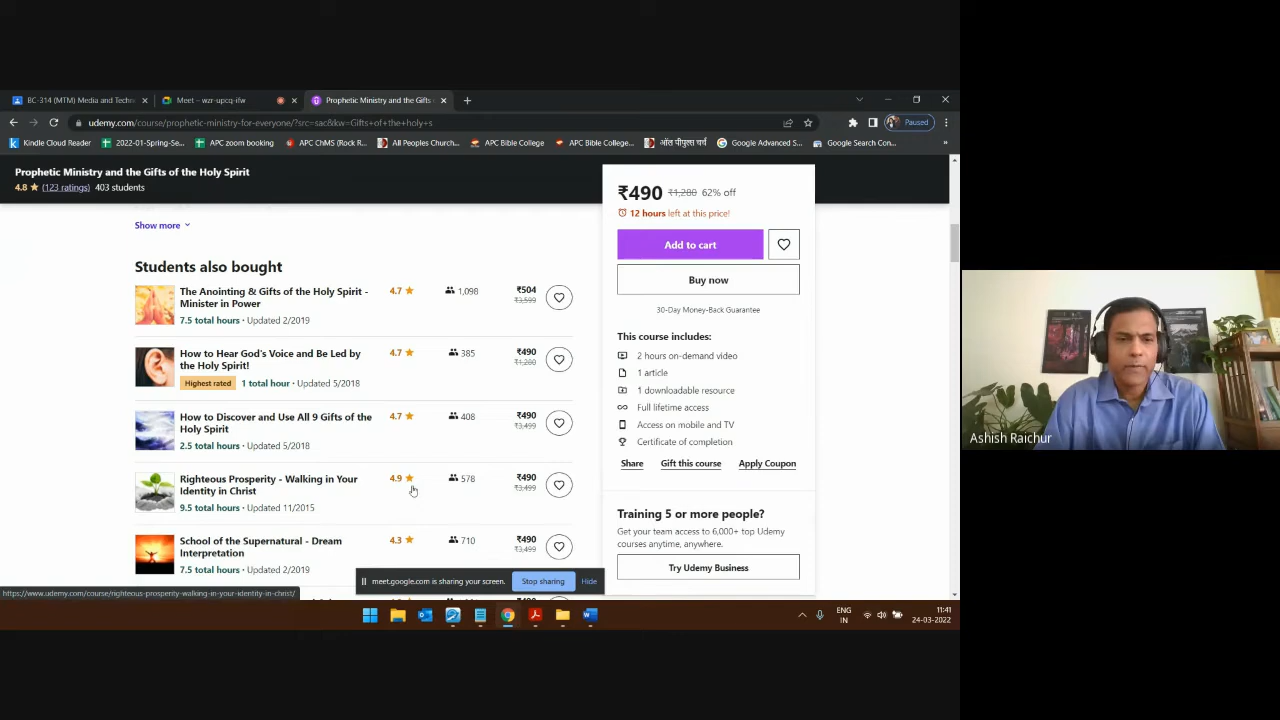 BC-314 (MTM) Media and Techn
Meet – wzr-upcq-ifw
Prophetic Ministry and the Gifts
udemy.com/course/prophetic-ministry-for-everyone/?src=sac&kw=Gifts+of+the+holy+s
Paused
Kindle Cloud Reader
2022-01-Spring-Se...
APC zoom booking
APC ChMS (Rock R...
All Peoples Church...
APC Bible College
APC Bible College...
ऑल पीपुल्स चर्च
Google Advanced S...
Google Search Con...
»
Prophetic Ministry and the Gifts of the Holy Spirit
4.8 ★ (123 ratings) 403 students
₹490 ₹1,280 62% off
12 hours left at this price!
Add to cart
Buy now
30-Day Money-Back Guarantee
This course includes:
2 hours on-demand video
1 article
1 downloadable resource
Full lifetime access
Access on mobile and TV
Certificate of completion
Share Gift this course Apply Coupon
Training 5 or more people?
Get your team access to 6,000+ top Udemy
courses anytime, anywhere.
Try Udemy Business
Show more
Students also bought
The Anointing & Gifts of the Holy Spirit -
Minister in Power
7.5 total hours • Updated 2/2019
4.7 ★ 1,098 ₹504
₹3,599
How to Hear God's Voice and Be Led by
the Holy Spirit!
Highest rated 1 total hour • Updated 5/2018
4.7 ★ 385 ₹490
₹1,280
How to Discover and Use All 9 Gifts of the
Holy Spirit
2.5 total hours • Updated 5/2018
4.7 ★ 408 ₹490
₹3,499
Righteous Prosperity - Walking in Your
Identity in Christ
9.5 total hours • Updated 11/2015
4.9 ★ 578 ₹490
₹3,499
School of the Supernatural - Dream
Interpretation
7.5 total hours • Updated 2/2019
4.3 ★ 710 ₹490
₹3,499
meet.google.com is sharing your screen. Stop sharing Hide
https://www.udemy.com/course/righteous-prosperity-walking-in-your-identity-in-christ/
ENG
IN
11:41
24-03-2022
Ashish Raichur